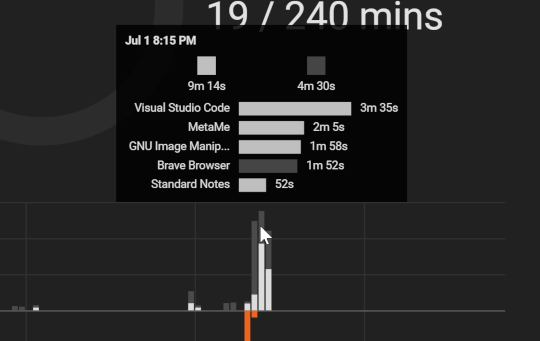 19 / 240 mins
Jul 1 8:15 PM
9m 14s 4m 30s
Visual Studio Code 3m 35s
MetaMe 2m 5s
GNU Image Manip... 1m 58s
Brave Browser 1m 52s
Standard Notes 52s